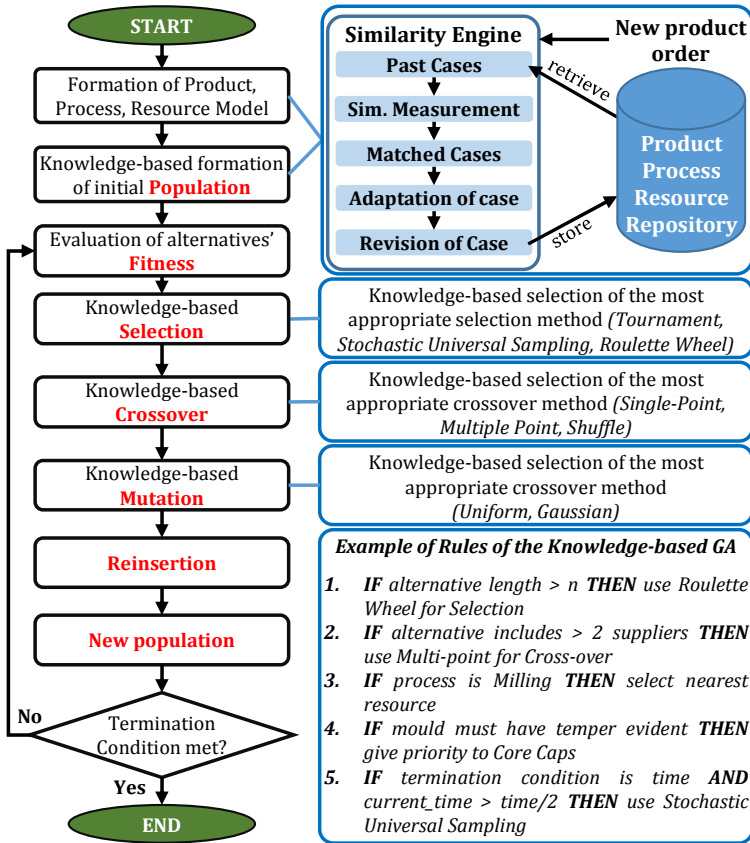 START
Formation of Product,
Process, Resource Model
Knowledge-based formation
of initial Population
Evaluation of alternatives’
Fitness
Knowledge-based
Selection
Knowledge-based
Crossover
Knowledge-based
Mutation
Reinsertion
New population
No
Termination
Condition met?
Yes
END
Similarity Engine
Past Cases
Sim. Measurement
Matched Cases
Adaptation of case
Revision of Case
New product
order
retrieve
store
Product
Process
Resource
Repository
Knowledge-based selection of the most
appropriate selection method (Tournament,
Stochastic Universal Sampling, Roulette Wheel)
Knowledge-based selection of the most
appropriate crossover method (Single-Point,
Multiple Point, Shuffle)
Knowledge-based selection of the most
appropriate crossover method
(Uniform, Gaussian)
Example of Rules of the Knowledge-based GA
1. IF alternative length > n THEN use Roulette
Wheel for Selection
2. IF alternative includes > 2 suppliers THEN
use Multi-point for Cross-over
3. IF process is Milling THEN select nearest
resource
4. IF mould must have temper evident THEN
give priority to Core Caps
5. IF termination condition is time AND
current_time > time/2 THEN use Stochastic
Universal Sampling